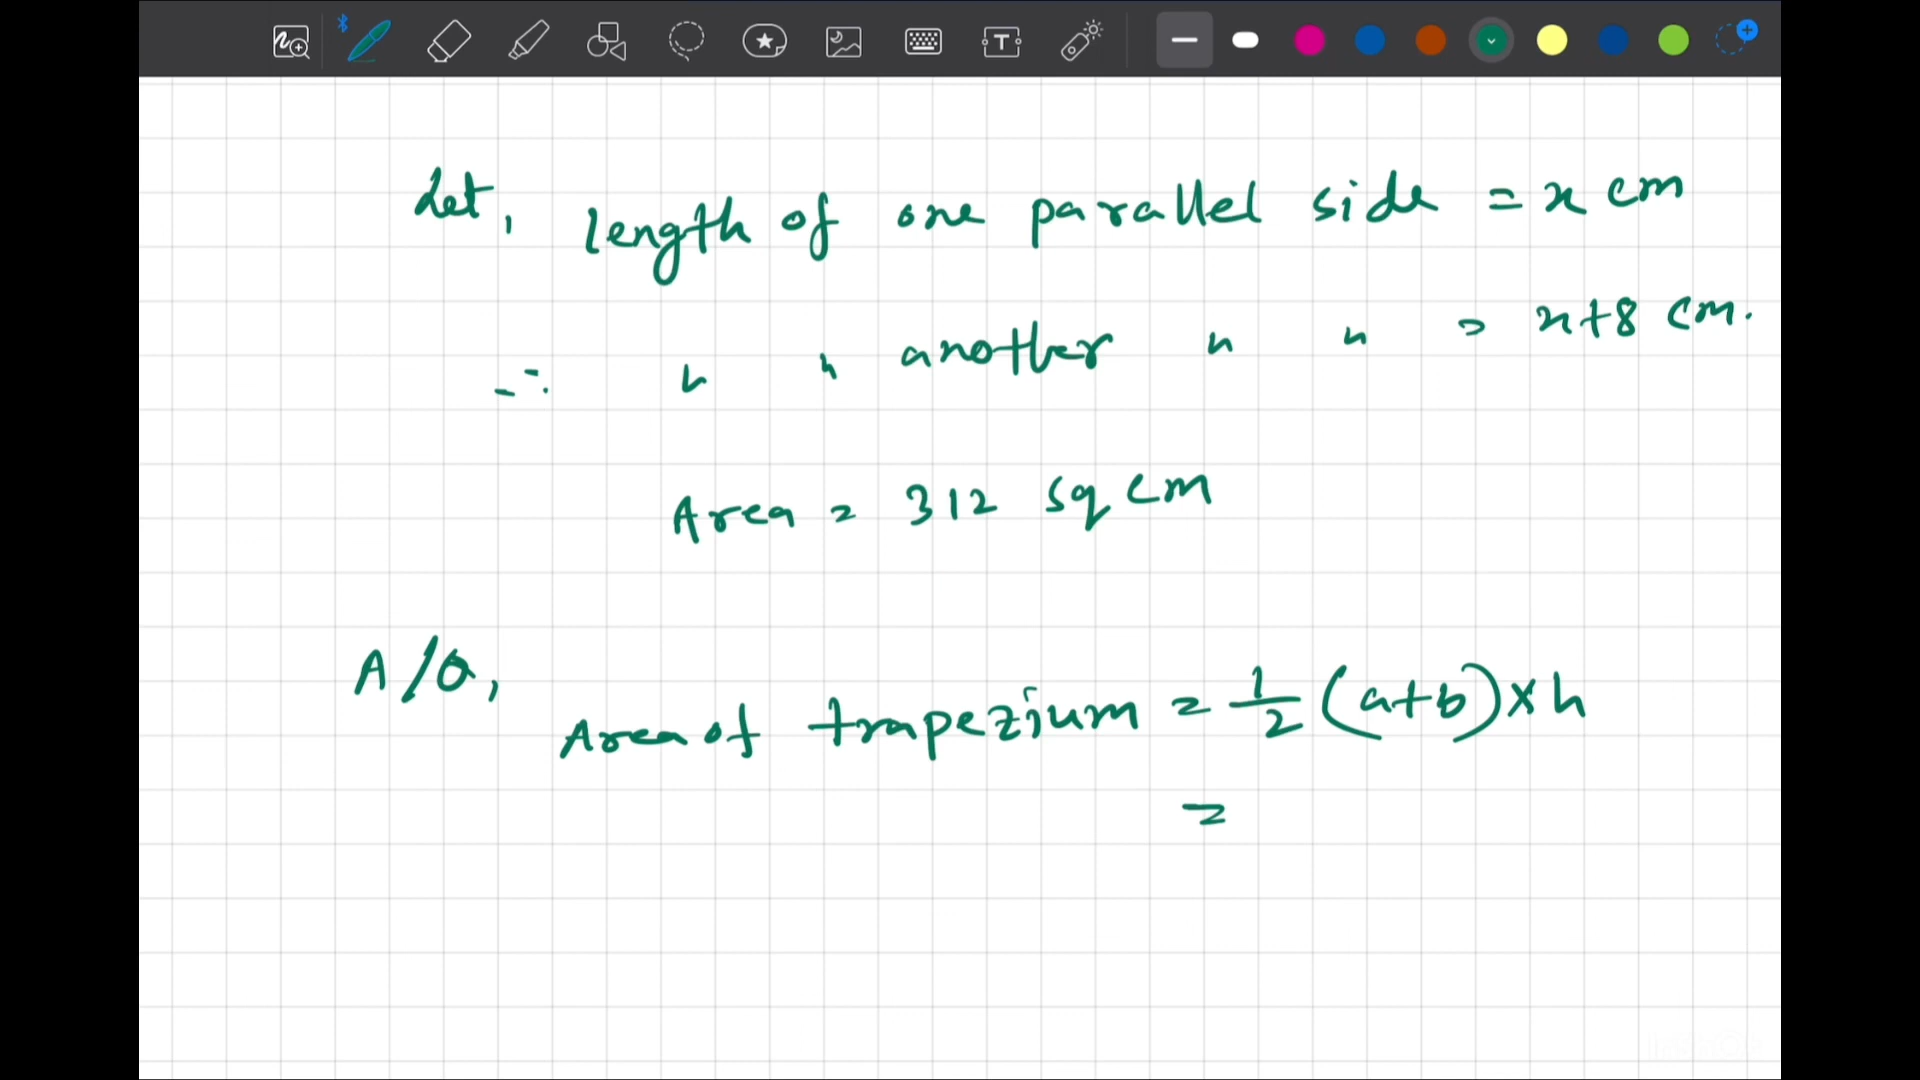 Let, length of one parallel side = x cm
∴ " " another " " = x+8 cm.
Area = 312 sq cm
A/Q,
Area of trapezium = 1/2 (a+b) x h
=